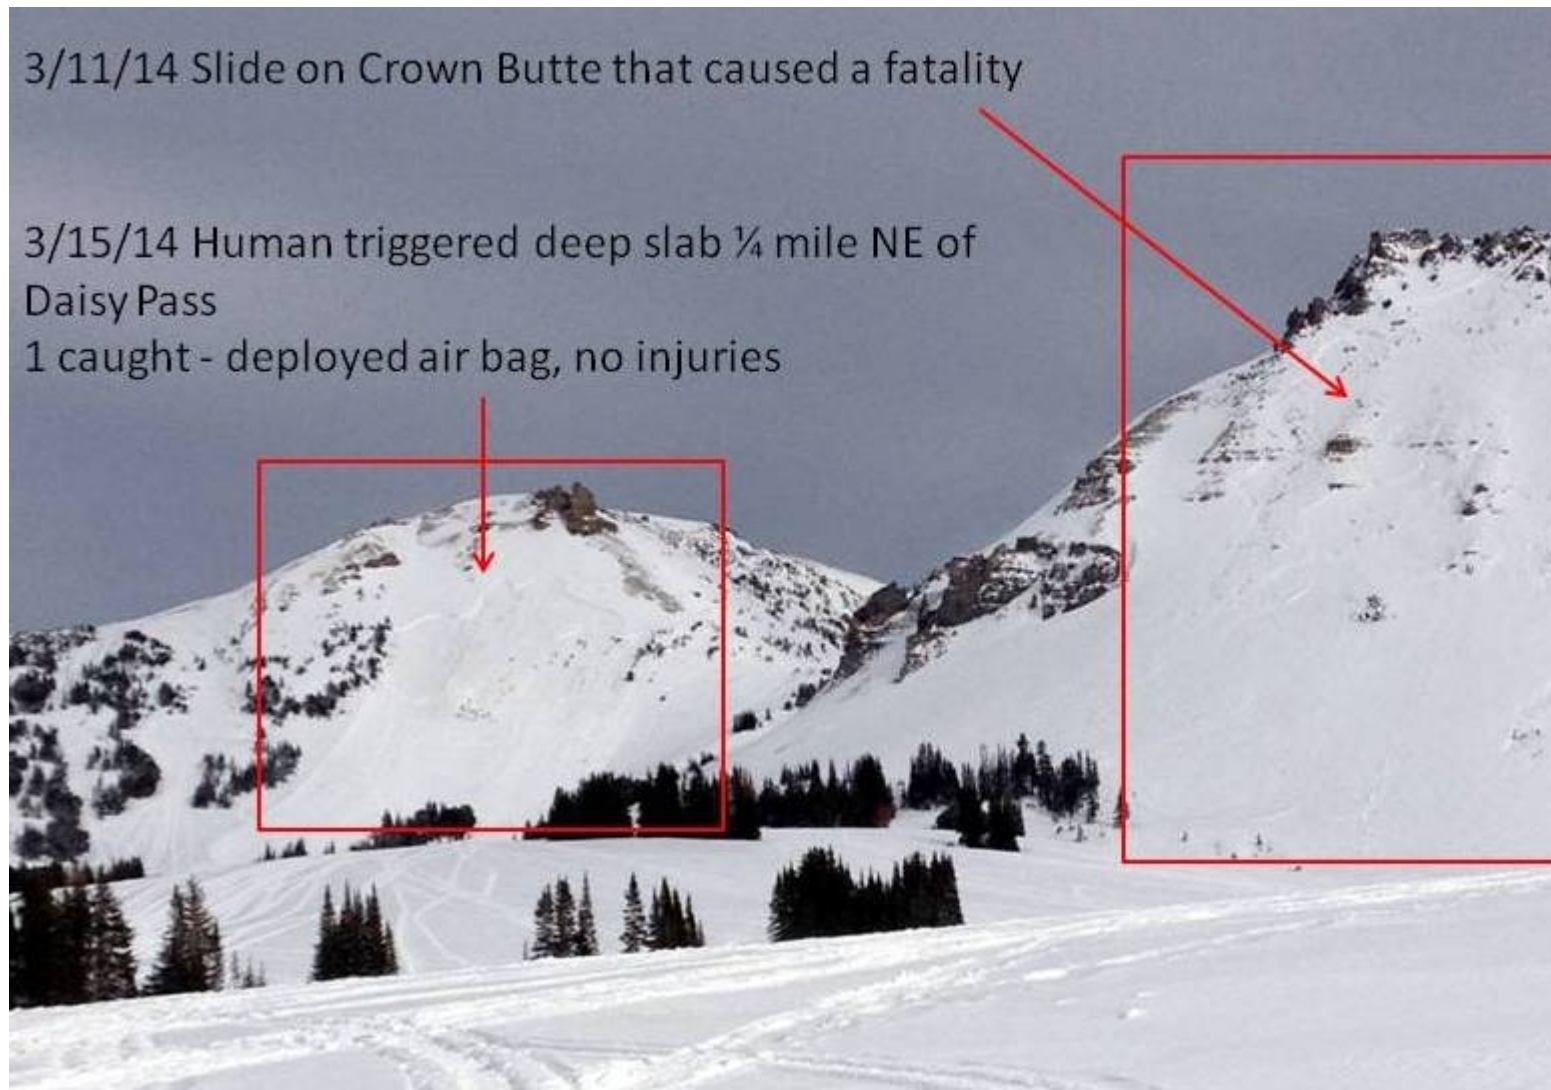 3/11/14 Slide on Crown Butte that caused a fatality
3/15/14 Human triggered deep slab ¼ mile NE of
Daisy Pass
1 caught - deployed air bag, no injuries